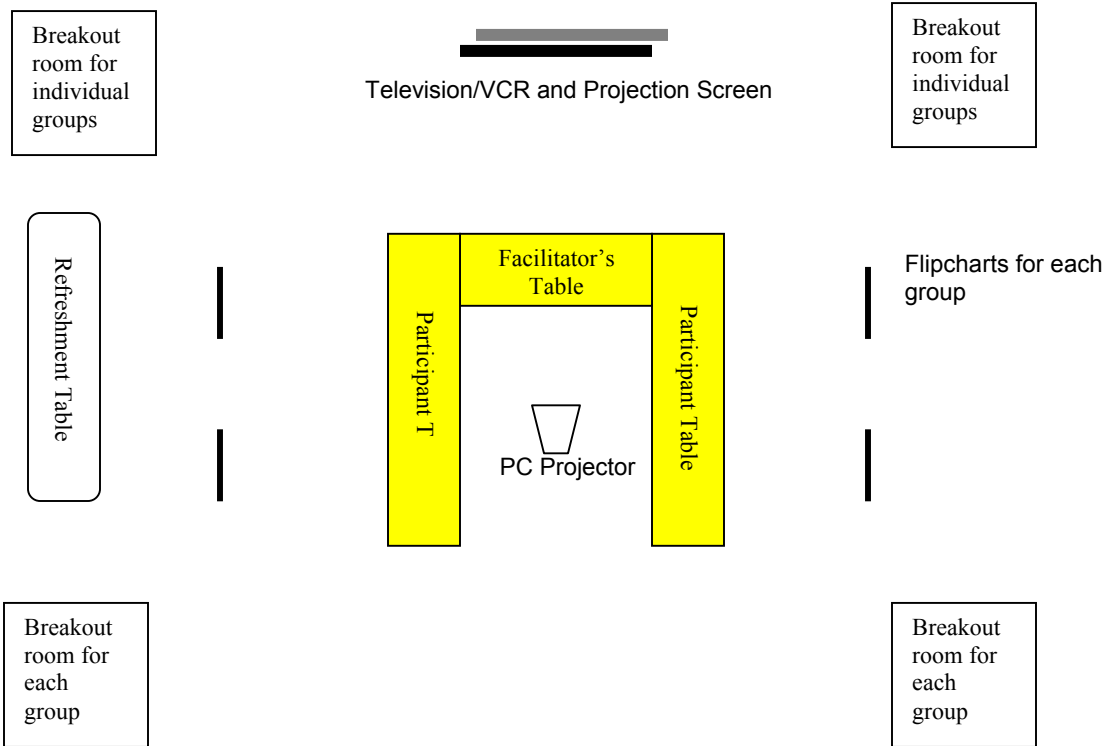 Breakout
room for
individual
groups
Television/VCR and Projection Screen
Breakout
room for
individual
groups
Refreshment Table
Participant T
Facilitator’s
Table
Participant Table
PC Projector
Flipcharts for each
group
Breakout
room for
each
group
Breakout
room for
each
group